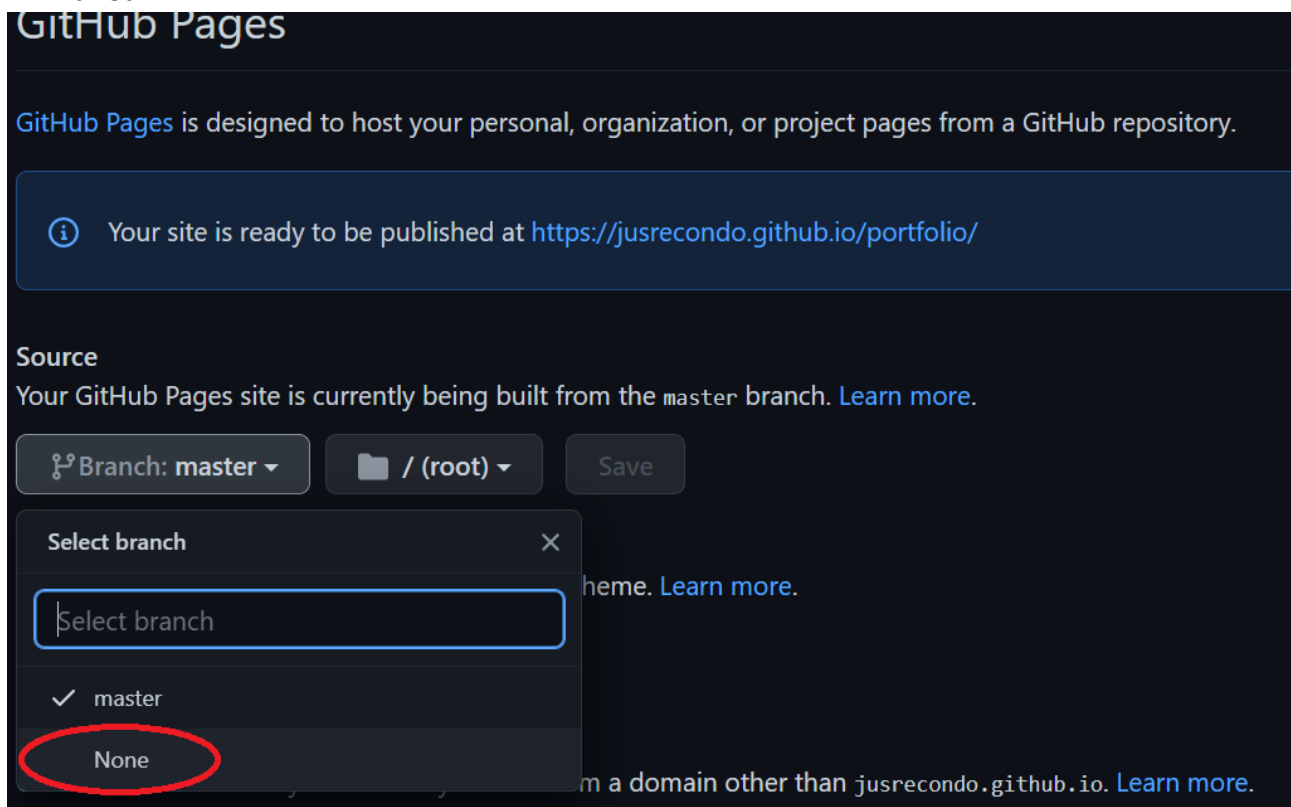 GitHub Pages
GitHub Pages is designed to host your personal, organization, or project pages from a GitHub repository.
Your site is ready to be published at https://jusrecondo.github.io/portfolio/
Source
Your GitHub Pages site is currently being built from the master branch. Learn more.
Branch: master / (root) Save
Select branch
heme. Learn more.
Select branch
master
None
m a domain other than jusrecondo.github.io. Learn more.